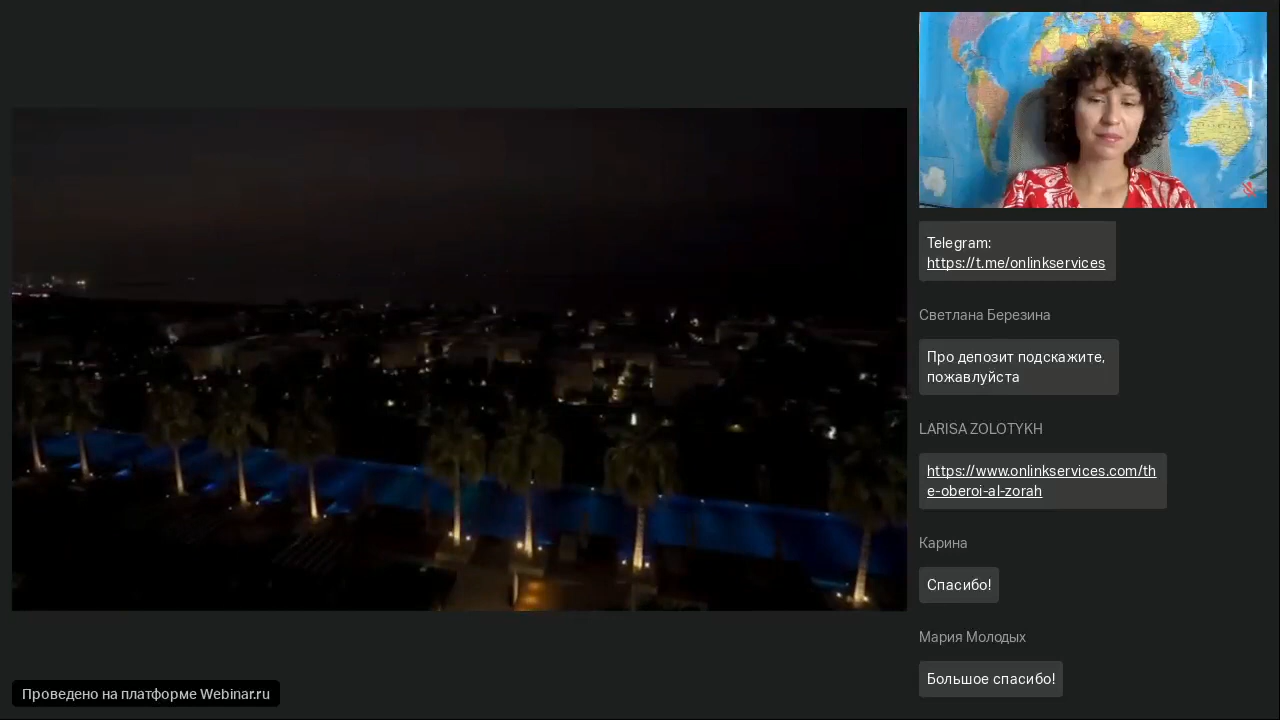 Telegram:
https://t.me/onlinkservices
Светлана Березина
Про депозит подскажите,
пожавлуйста
LARISA ZOLOTYKH
https://www.onlinkservices.com/th
e-oberoi-al-zorah
Карина
Спасибо!
Мария Молодых
Большое спасибо!
Проведено на платформе Webinar.ru